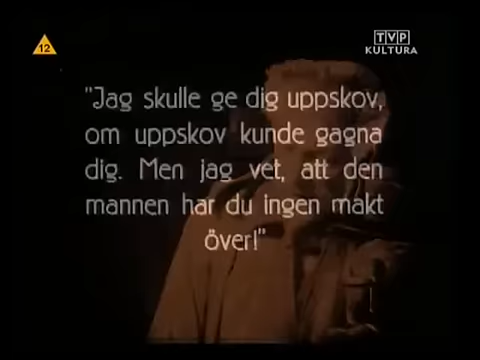 12
TVP
KULTURA
"Jag skulle ge dig uppskov,
om uppskov kunde gagna
dig. Men jag vet, att den
mannen har du ingen makt
över!"